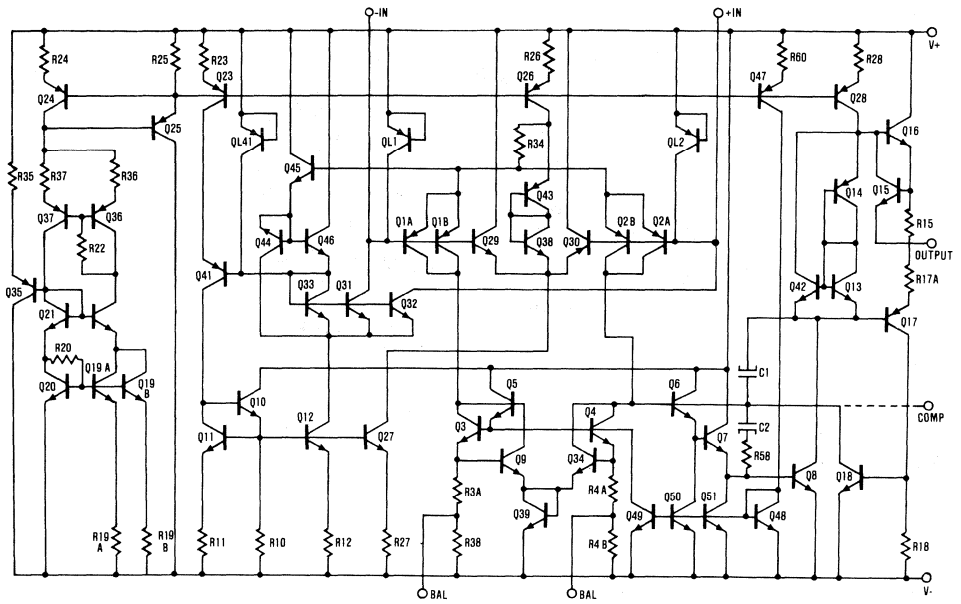 -IN
+IN
V+
R24
R25
R23
R26
R60
R28
Q24
Q23
Q26
Q47
Q28
Q25
QL41
QL1
R34
QL2
Q16
R35
R37
R36
Q45
Q43
Q14
Q15
Q37
Q36
Q1A
Q1B
Q2B
Q2A
R15
R22
Q44
Q46
Q29
Q38
Q30
OUTPUT
Q41
R17A
Q35
Q33
Q31
Q32
Q42
Q13
Q21
Q17
R20
C1
Q20
Q19 A
Q19 B
Q10
Q5
Q6
COMP
Q11
Q12
Q27
Q3
Q4
Q7
C2
R58
Q9
Q34
Q8
Q18
R3A
R4A
Q39
Q49
Q50
Q51
Q48
R19 A
R19 B
R11
R10
R12
R27
R38
R4B
R18
V-
BAL
BAL